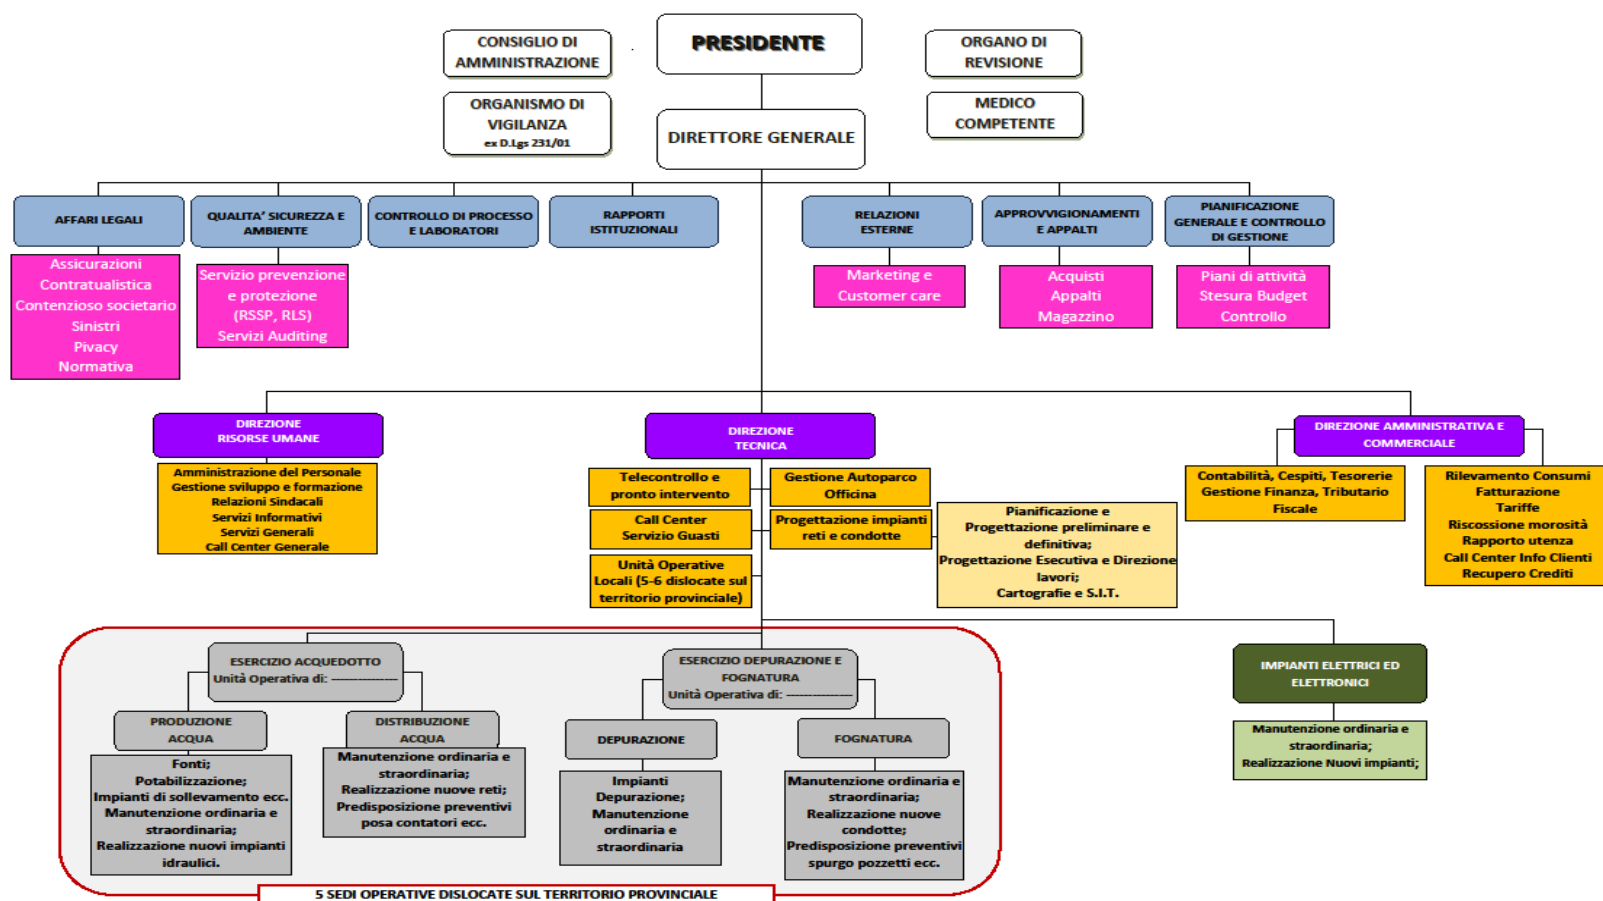 CONSIGLIO DI
AMMINISTRAZIONE
PRESIDENTE
ORGANO DI
REVISIONE
ORGANISMO DI
VIGILANZA
ex D.Lgs 231/01
DIRETTORE GENERALE
MEDICO
COMPETENTE
AFFARI LEGALI
QUALITA' SICUREZZA E
AMBIENTE
CONTROLLO DI PROCESSO
E LABORATORI
RAPPORTI
ISTITUZIONALI
RELAZIONI
ESTERNE
APPROVVIGIONAMENTI
E APPALTI
PIANIFICAZIONE
GENERALE E CONTROLLO
DI GESTIONE
Assicurazioni
Contratualistica
Contenzioso societario
Sinistri
Pivacy
Normativa
Servizio prevenzione
e protezione
(RSSP, RLS)
Servizi Auditing
Marketing e
Customer care
Acquisti
Appalti
Magazzino
Piani di attività
Stesura Budget
Controllo
DIREZIONE
RISORSE UMANE
DIREZIONE
TECNICA
DIREZIONE AMMINISTRATIVA E
COMMERCIALE
Amministrazione del Personale
Gestione sviluppo e formazione
Relazioni Sindacali
Servizi Informativi
Servizi Generali
Call Center Generale
Telecontrollo e
pronto intervento
Gestione Autoparco
Officina
Call Center
Servizio Guasti
Progettazione impianti
reti e condotte
Unità Operative
Locali (5-6 dislocate sul
territorio provinciale)
Pianificazione e
Progettazione preliminare e
definitiva;
Progettazione Esecutiva e Direzione
lavori;
Cartografie e S.I.T.
Contabilità, Cespiti, Tesorerie
Gestione Finanza, Tributario
Fiscale
Rilevamento Consumi
Fatturazione
Tariffe
Riscossione morosità
Rapporto utenza
Call Center Info Clienti
Recupero Crediti
ESERCIZIO ACQUEDOTTO
Unità Operativa di: ----------------
ESERCIZIO DEPURAZIONE E
FOGNATURA
Unità Operativa di: ----------------
IMPIANTI ELETTRICI ED
ELETTRONICI
PRODUZIONE
ACQUA
DISTRIBUZIONE
ACQUA
DEPURAZIONE
FOGNATURA
Fonti;
Potabilizzazione;
Impianti di sollevamento ecc.
Manutenzione ordinaria e
straordinaria;
Realizzazione nuovi impianti
idraulici.
Manutenzione ordinaria e
straordinaria;
Realizzazione nuove reti;
Predisposizione preventivi
posa contatori ecc.
Impianti
Depurazione;
Manutenzione
ordinaria e
straordinaria
Manutenzione ordinaria e
straordinaria;
Realizzazione nuove
condotte;
Predisposizione preventivi
spurgo pozzetti ecc.
Manutenzione ordinaria e
straordinaria;
Realizzazione Nuovi impianti;
5 SEDI OPERATIVE DISLOCATE SUL TERRITORIO PROVINCIALE